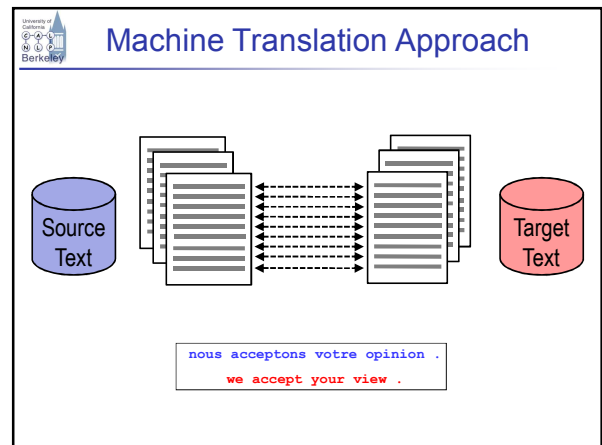 University of
California
C A L
N L P
Berkeley
Machine Translation Approach
Source
Text
Target
Text
nous acceptons votre opinion .
we accept your view .